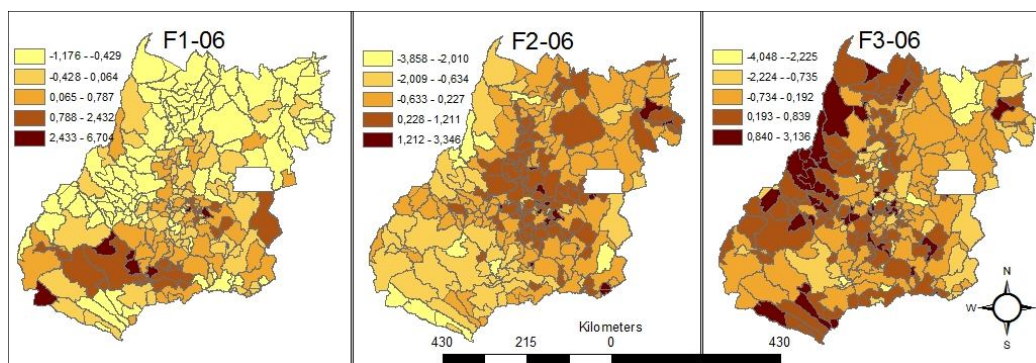 F1-06
-1,176 - -0,429
-0,428 - 0,064
0,065 - 0,787
0,788 - 2,432
2,433 - 6,704
F2-06
-3,858 - -2,010
-2,009 - -0,634
-0,633 - 0,227
0,228 - 1,211
1,212 - 3,346
F3-06
-4,048 - -2,225
-2,224 - -0,735
-0,734 - 0,192
0,193 - 0,839
0,840 - 3,136
Kilometers
430 215 0 430
N
W
S